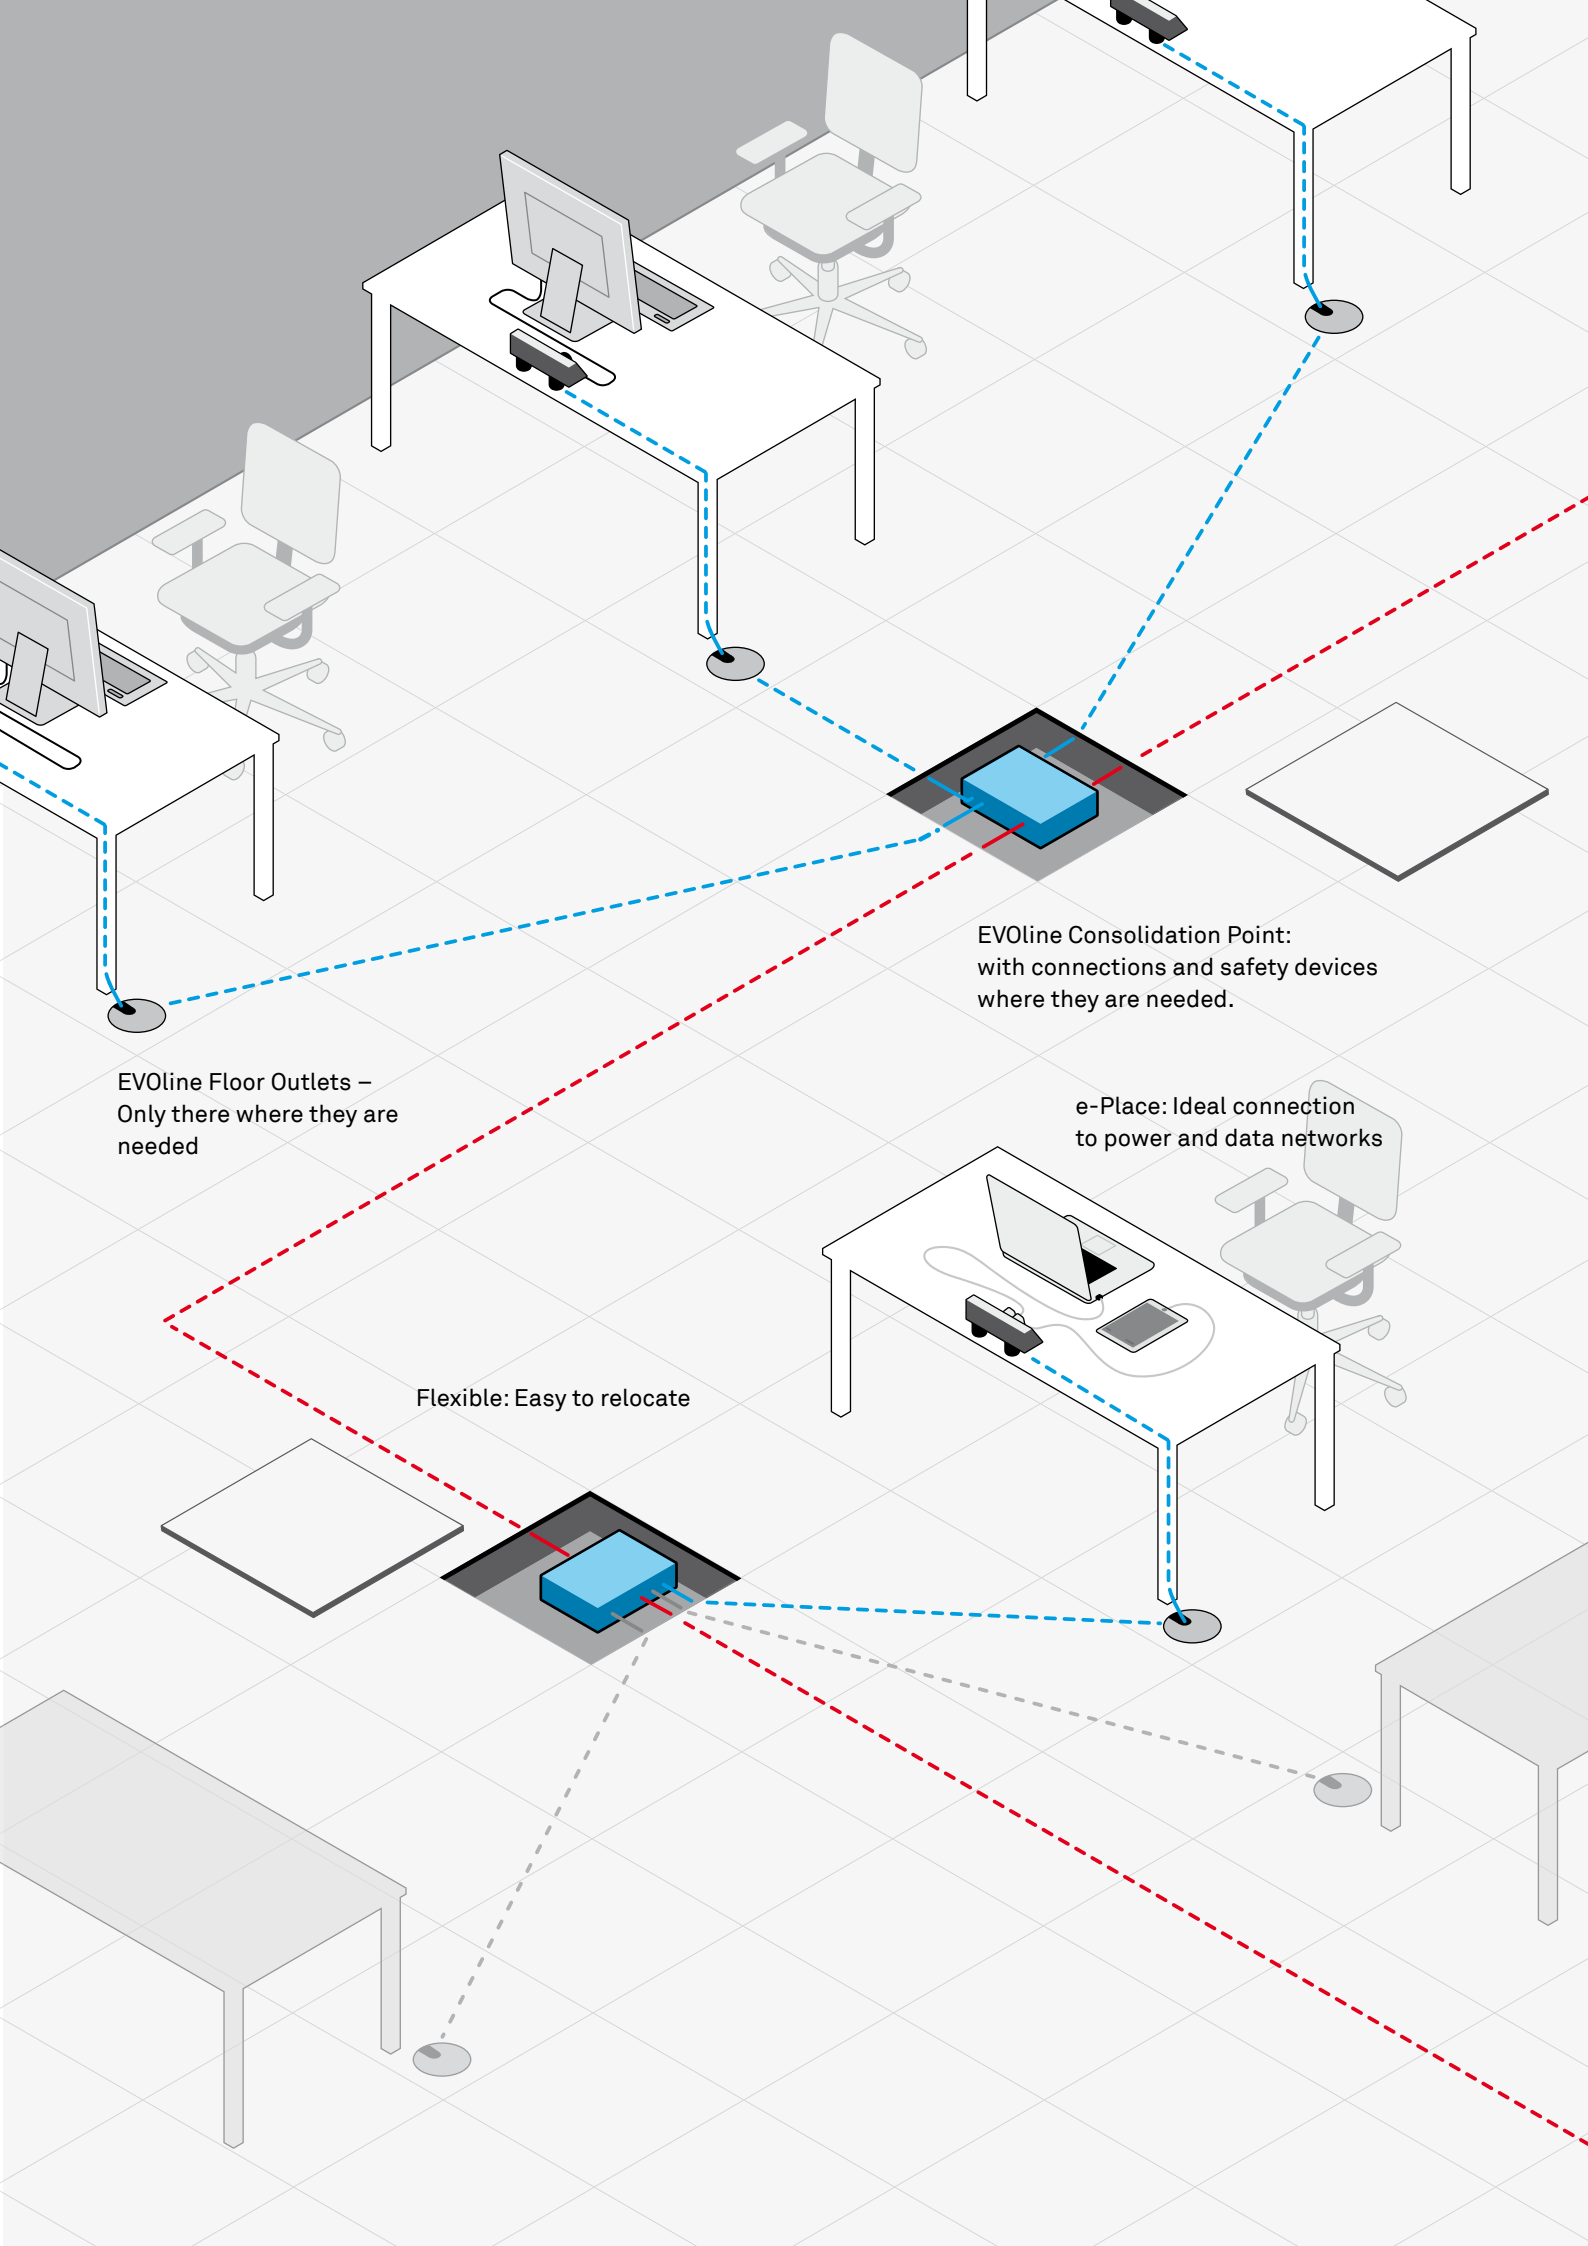 EVOline Consolidation Point:
with connections and safety devices
where they are needed.
EVOline Floor Outlets –
Only there where they are
needed
e-Place: Ideal connection
to power and data networks
Flexible: Easy to relocate